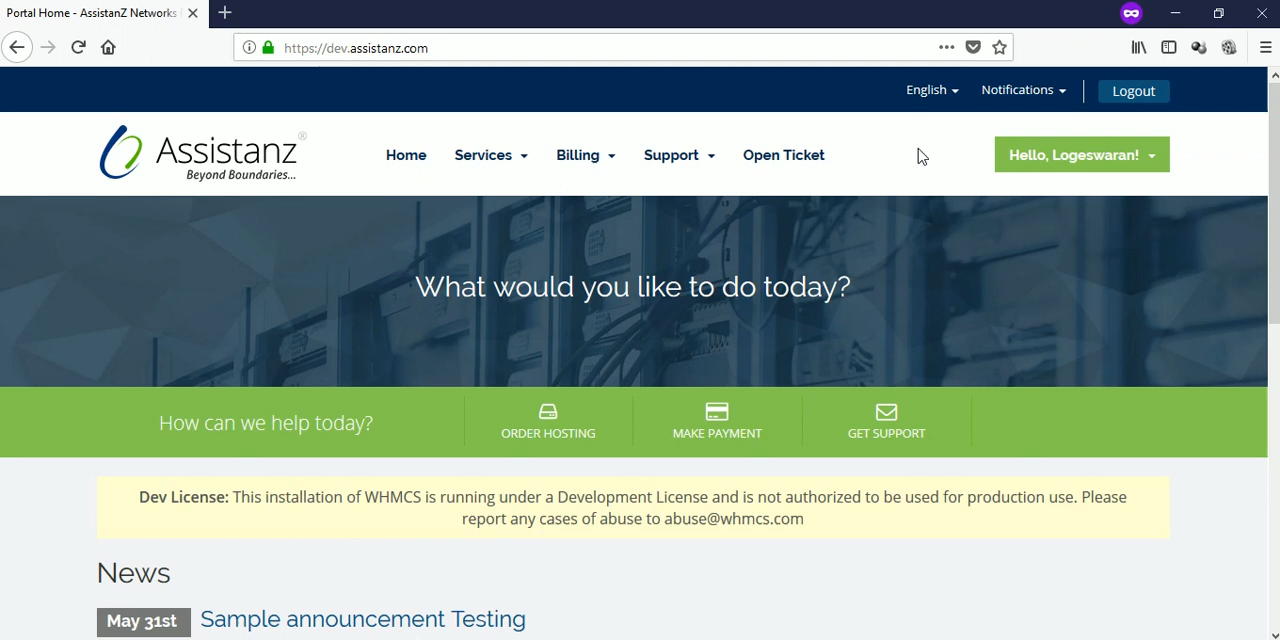 Portal Home - AssistanZ Networks
https://dev.assistanz.com
English
Notifications
Logout
Assistanz®
Beyond Boundaries...
Home
Services
Billing
Support
Open Ticket
Hello, Logeswaran!
What would you like to do today?
How can we help today?
ORDER HOSTING
MAKE PAYMENT
GET SUPPORT
Dev License: This installation of WHMCS is running under a Development License and is not authorized to be used for production use. Please
report any cases of abuse to abuse@whmcs.com
News
May 31st
Sample announcement Testing